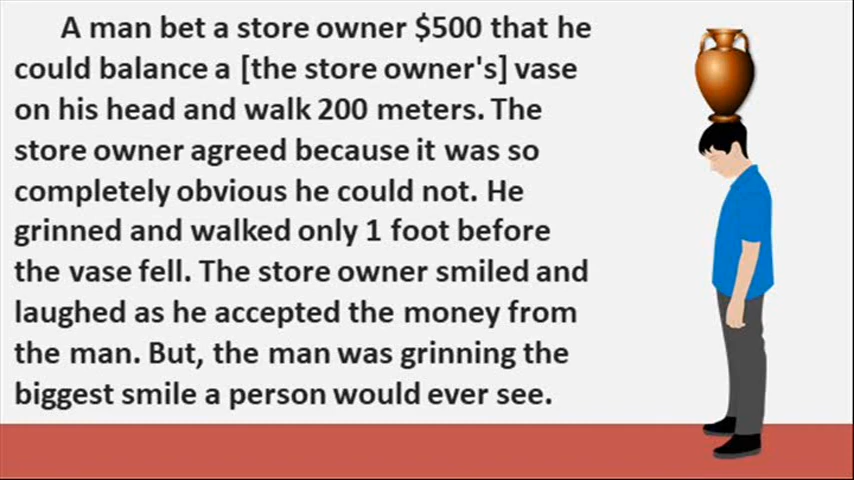 A man bet a store owner $500 that he
could balance a [the store owner's] vase
on his head and walk 200 meters. The
store owner agreed because it was so
completely obvious he could not. He
grinned and walked only 1 foot before
the vase fell. The store owner smiled and
laughed as he accepted the money from
the man. But, the man was grinning the
biggest smile a person would ever see.